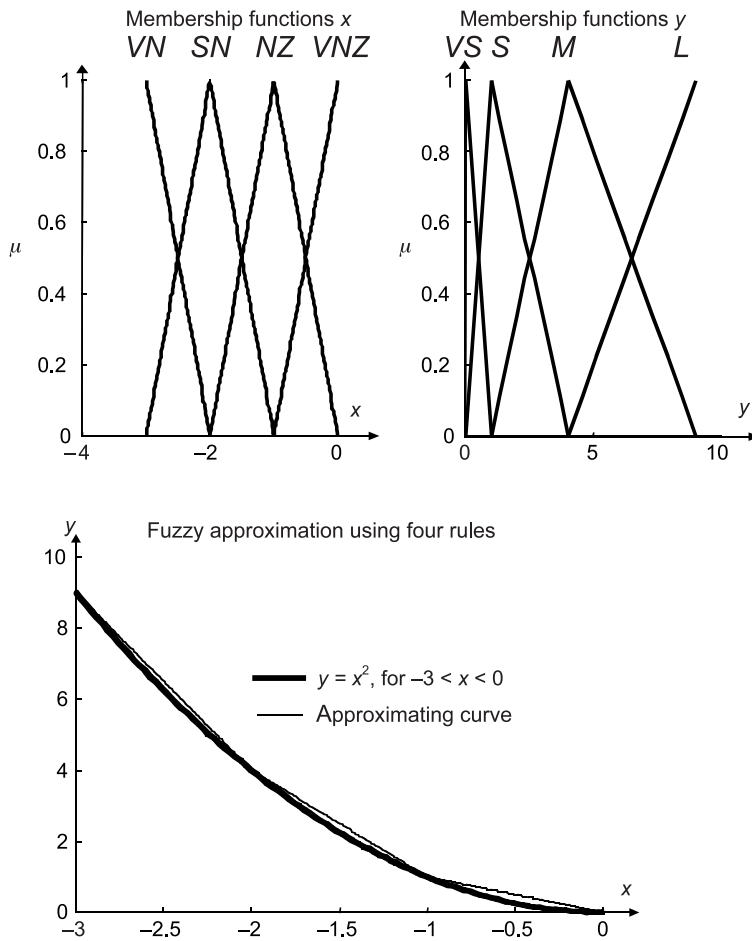 Membership functions x
VN SN NZ VNZ
1
0.8
0.6
μ
0.4
0.2
x
0
–4 –2 0
Membership functions y
VS S M L
1
0.8
0.6
μ
0.4
0.2
y
0
0 5 10
Fuzzy approximation using four rules
y
10
8
6
4
2
0
y = x², for –3 < x < 0
Approximating curve
x
–3 –2.5 –2 –1.5 –1 –0.5 0